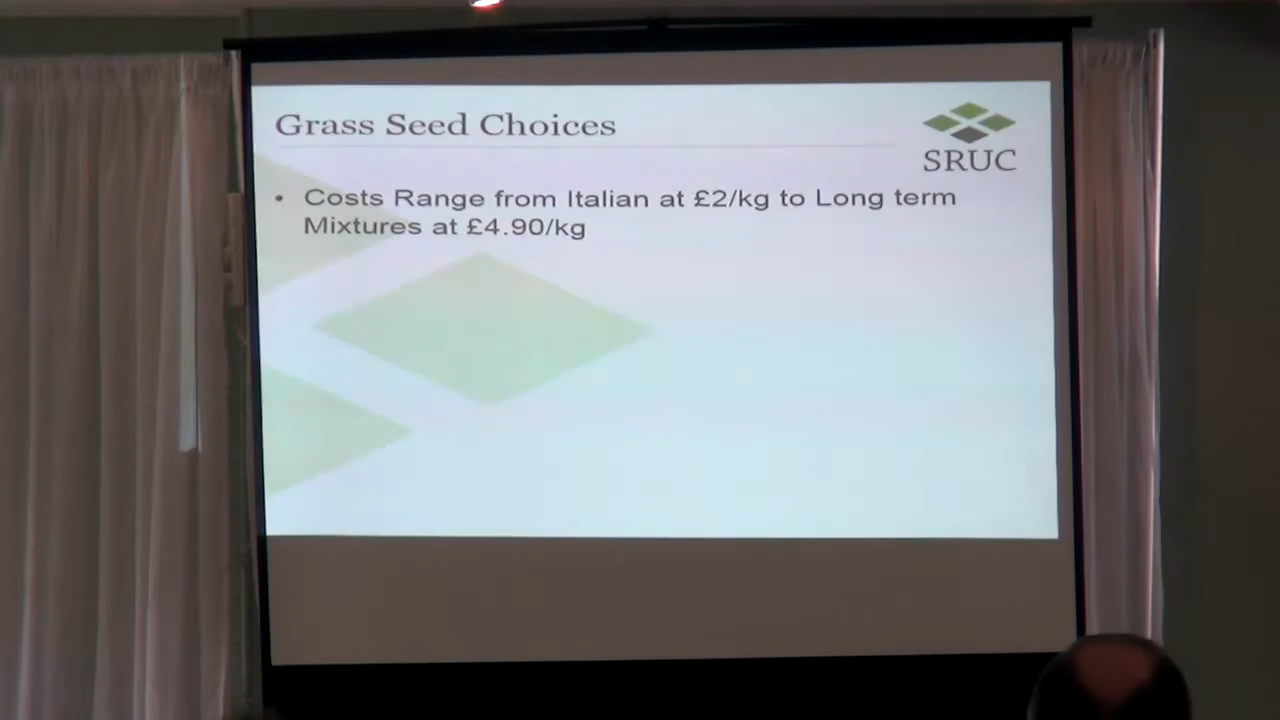 Grass Seed Choices
SRUC
• Costs Range from Italian at £2/kg to Long term
Mixtures at £4.90/kg